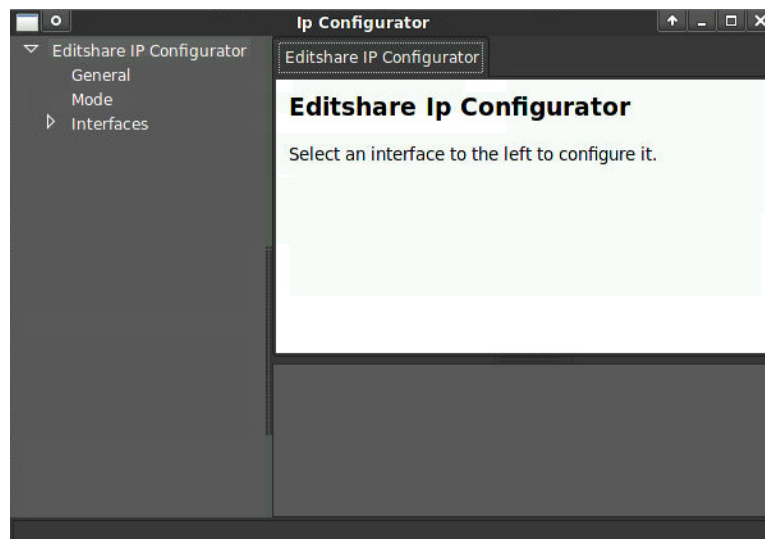 Ip Configurator
Editshare IP Configurator
General
Mode
Interfaces
Editshare IP Configurator
Editshare Ip Configurator
Select an interface to the left to configure it.